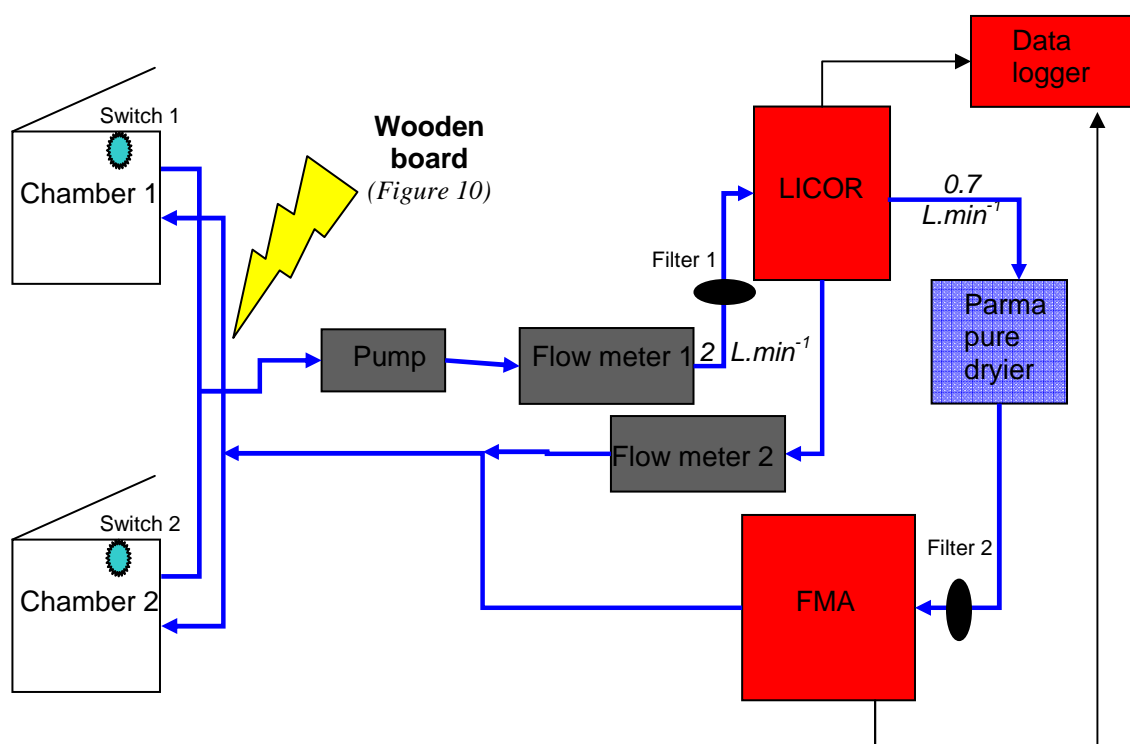 Data
logger
Switch 1
Wooden
board
(Figure 10)
Chamber 1
LICOR
0.7
L.min⁻¹
Filter 1
Parma
pure
dryier
Pump
Flow meter 1
2 L.min⁻¹
Flow meter 2
Switch 2
Filter 2
Chamber 2
FMA